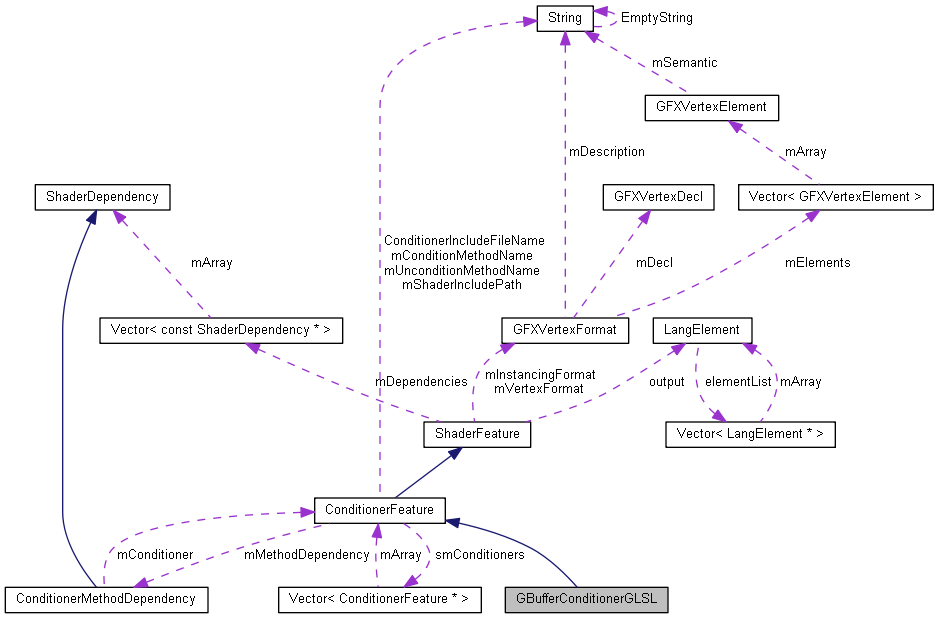 String
EmptyString
mSemantic
GFXVertexElement
mDescription
mArray
ShaderDependency
GFXVertexDecl
Vector< GFXVertexElement >
ConditionerIncludeFileName
mConditionMethodName
mUnconditionMethodName
mShaderIncludePath
mArray
mDecl
mElements
Vector< const ShaderDependency * >
GFXVertexFormat
LangElement
mDependencies
mInstancingFormat
mVertexFormat
output
elementList
mArray
ShaderFeature
Vector< LangElement * >
ConditionerFeature
mConditioner
mMethodDependency
mArray
smConditioners
ConditionerMethodDependency
Vector< ConditionerFeature * >
GBufferConditionerGLSL